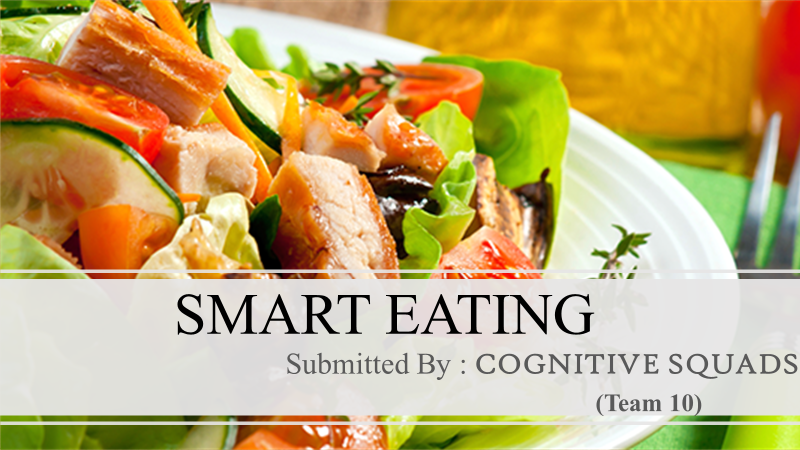 SMART EATING
Submitted By : COGNITIVE SQUADS
(Team 10)